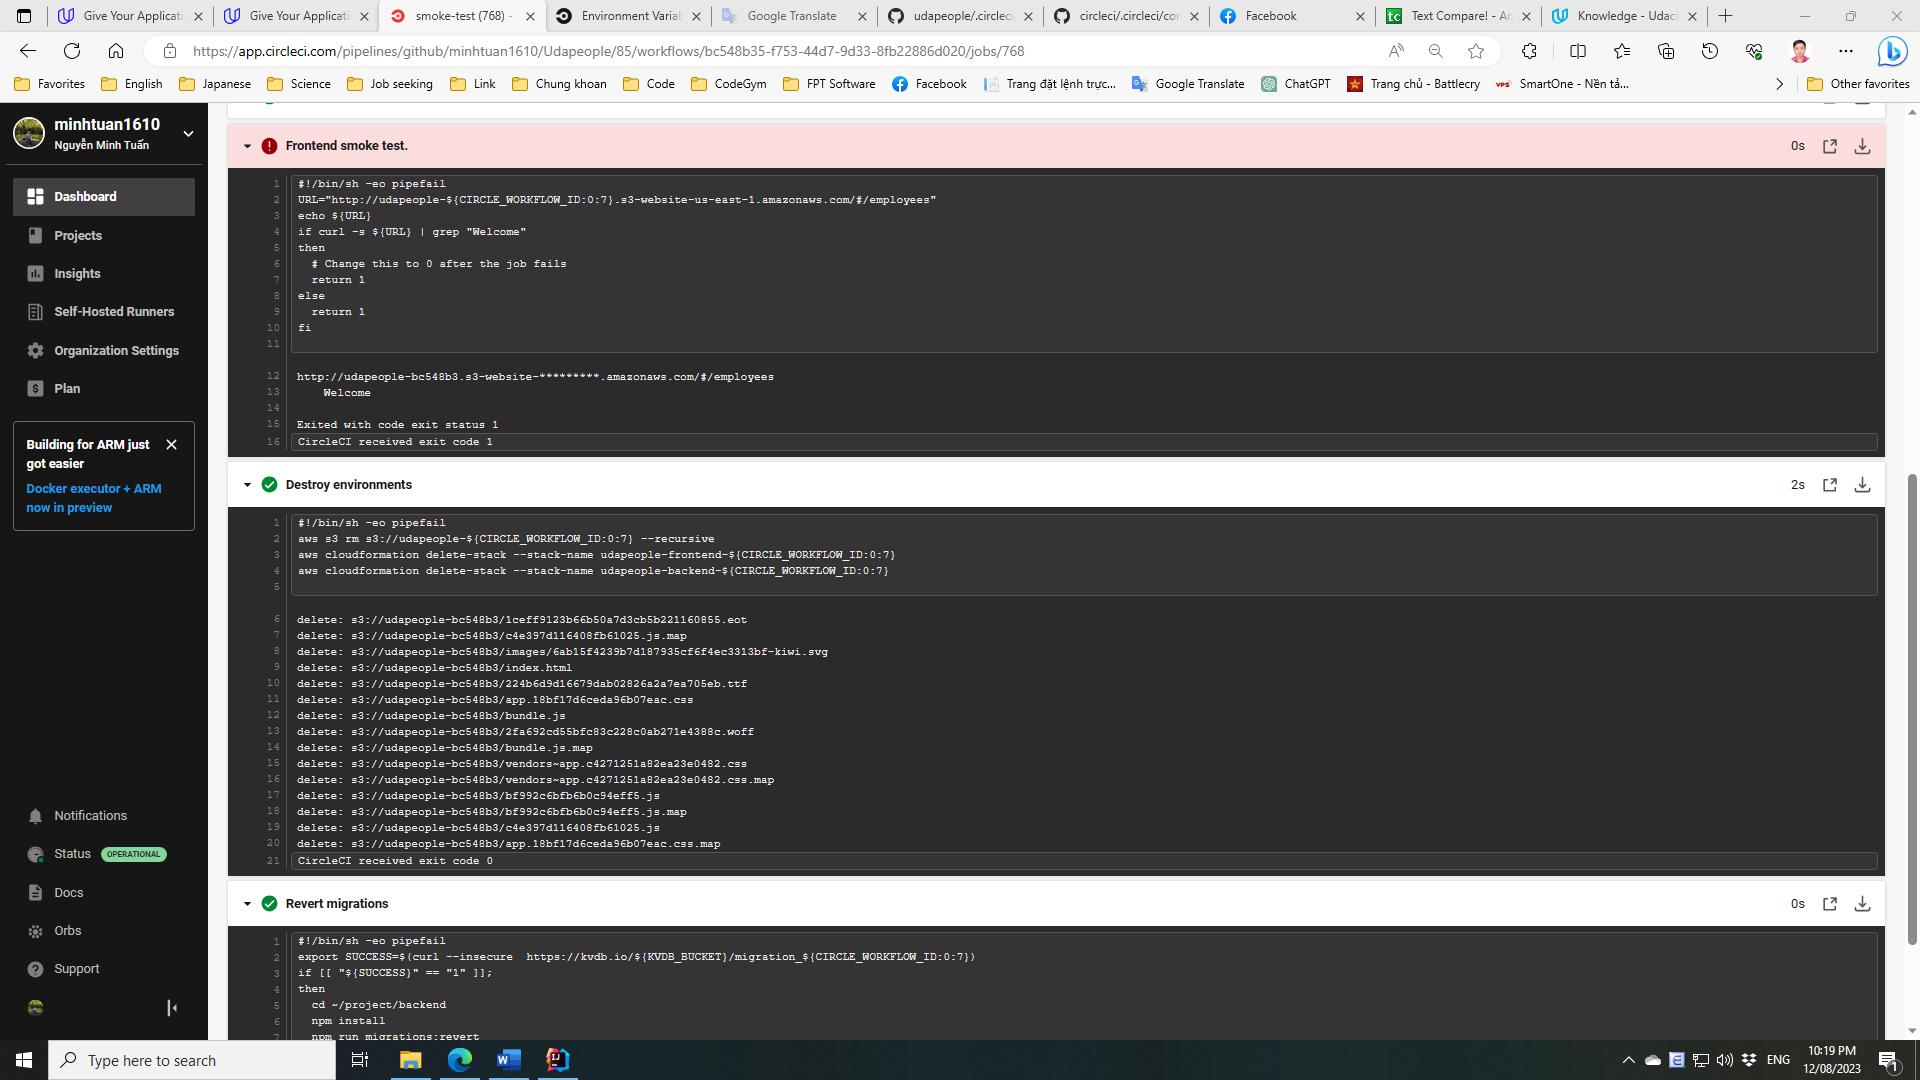 Give Your Applicati
Give Your Applicati
smoke-test (768) -
Environment Variab
Google Translate
udapeople/.circleci
circleci/.circleci/con
Facebook
Text Compare! - An
Knowledge - Udaci
https://app.circleci.com/pipelines/github/minhtuan1610/Udapeople/85/workflows/bc548b35-f753-44d7-9d33-8fb22886d020/jobs/768
Favorites
English
Japanese
Science
Job seeking
Link
Chung khoan
Code
CodeGym
FPT Software
Facebook
Trang đặt lệnh trực...
Google Translate
ChatGPT
Trang chủ - Battlecry
SmartOne - Nền tả...
Other favorites
minhtuan1610
Nguyễn Minh Tuấn
Dashboard
Projects
Insights
Self-Hosted Runners
Organization Settings
Plan
Building for ARM just
got easier
Docker executor + ARM
now in preview
Notifications
Status OPERATIONAL
Docs
Orbs
Support
Frontend smoke test. 0s
1 #!/bin/sh -eo pipefail
2 URL="http://udapeople-${CIRCLE_WORKFLOW_ID:0:7}.s3-website-us-east-1.amazonaws.com/#/employees"
3 echo ${URL}
4 if curl -s ${URL} | grep "Welcome"
5 then
6 # Change this to 0 after the job fails
7 return 1
8 else
9 return 1
10 fi
11
12 http://udapeople-bc548b3.s3-website-*********.amazonaws.com/#/employees
13 Welcome
14
15 Exited with code exit status 1
16 CircleCI received exit code 1
Destroy environments 2s
1 #!/bin/sh -eo pipefail
2 aws s3 rm s3://udapeople-${CIRCLE_WORKFLOW_ID:0:7} --recursive
3 aws cloudformation delete-stack --stack-name udapeople-frontend-${CIRCLE_WORKFLOW_ID:0:7}
4 aws cloudformation delete-stack --stack-name udapeople-backend-${CIRCLE_WORKFLOW_ID:0:7}
5
6 delete: s3://udapeople-bc548b3/1ceff9123b66b50a7d3cb5b221160855.eot
7 delete: s3://udapeople-bc548b3/c4e397d116408fb61025.js.map
8 delete: s3://udapeople-bc548b3/images/6ab15f4239b7d187935cf6f4ec3313bf-kiwi.svg
9 delete: s3://udapeople-bc548b3/index.html
10 delete: s3://udapeople-bc548b3/224b6d9d16679dab02826a2a7ea705eb.ttf
11 delete: s3://udapeople-bc548b3/app.18bf17d6ceda96b07eac.css
12 delete: s3://udapeople-bc548b3/bundle.js
13 delete: s3://udapeople-bc548b3/2fa692cd55bfc83c228c0ab271e4388c.woff
14 delete: s3://udapeople-bc548b3/bundle.js.map
15 delete: s3://udapeople-bc548b3/vendors~app.c4271251a82ea23e0482.css
16 delete: s3://udapeople-bc548b3/vendors~app.c4271251a82ea23e0482.css.map
17 delete: s3://udapeople-bc548b3/bf992c6bfb6b0c94eff5.js
18 delete: s3://udapeople-bc548b3/bf992c6bfb6b0c94eff5.js.map
19 delete: s3://udapeople-bc548b3/c4e397d116408fb61025.js
20 delete: s3://udapeople-bc548b3/app.18bf17d6ceda96b07eac.css.map
21 CircleCI received exit code 0
Revert migrations 0s
1 #!/bin/sh -eo pipefail
2 export SUCCESS=$(curl --insecure https://kvdb.io/${KVDB_BUCKET}/migration_${CIRCLE_WORKFLOW_ID:0:7})
3 if [[ "${SUCCESS}" == "1" ]];
4 then
5 cd ~/project/backend
6 npm install
7 npm run migrations:revert
Type here to search
ENG
10:19 PM
12/08/2023
1